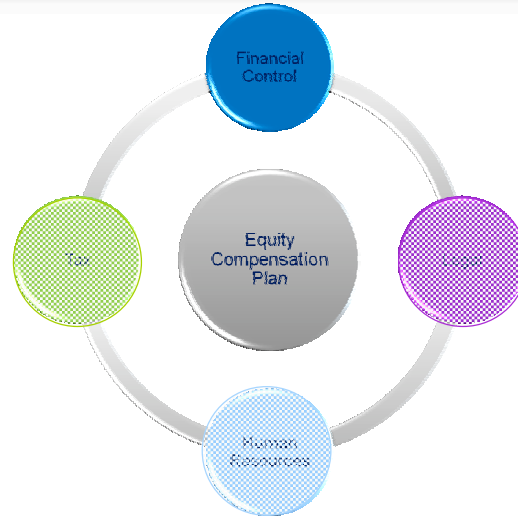 Financial
Control
Equity
Compensation
Plan
Tax
Legal
Human
Resources